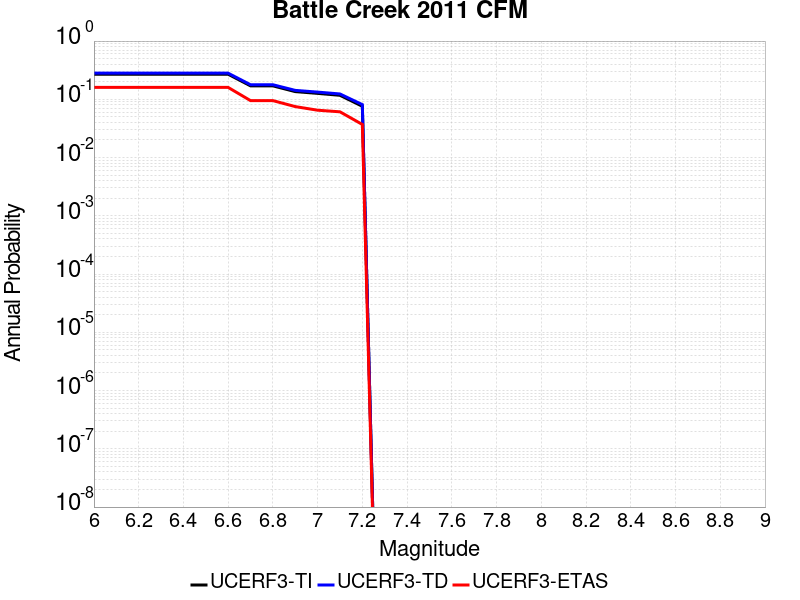 Battle Creek 2011 CFM
10^0
10^-1
10^-2
10^-3
10^-4
10^-5
10^-6
10^-7
10^-8
Annual Probability
6 6.2 6.4 6.6 6.8 7 7.2 7.4 7.6 7.8 8 8.2 8.4 8.6 8.8 9
Magnitude
UCERF3-TI UCERF3-TD UCERF3-ETAS